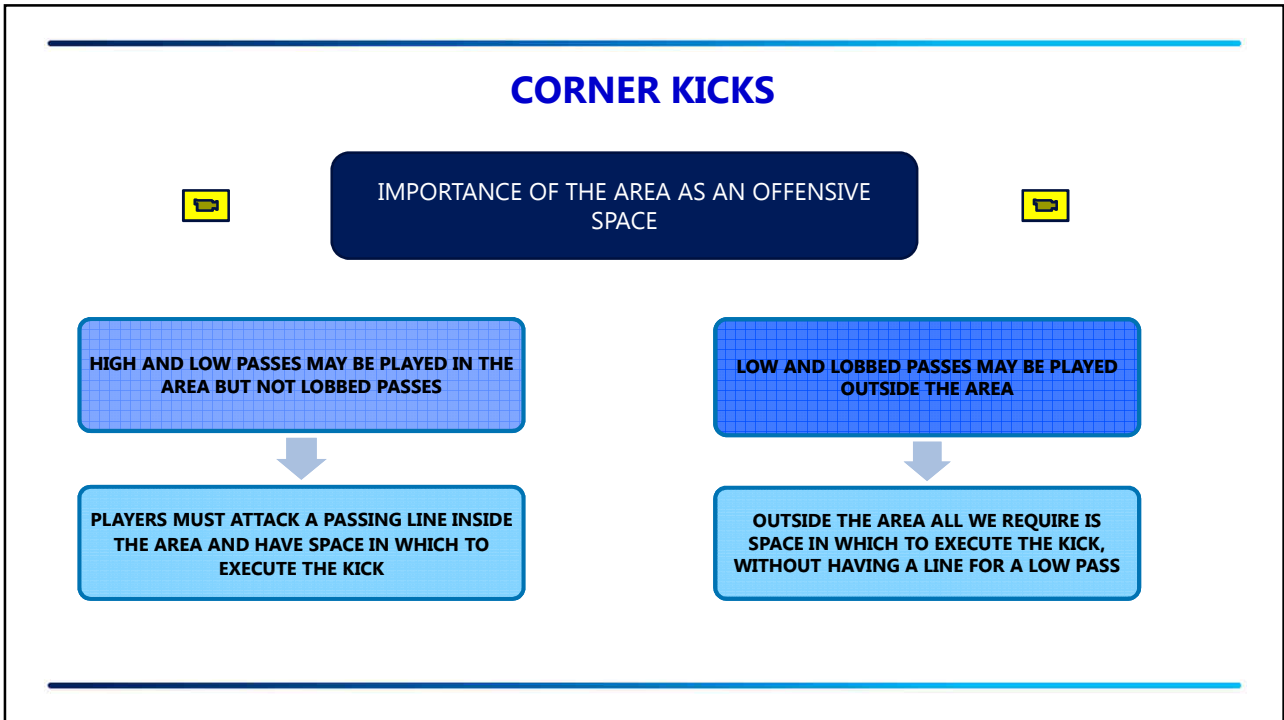 CORNER KICKS
IMPORTANCE OF THE AREA AS AN OFFENSIVE
SPACE
HIGH AND LOW PASSES MAY BE PLAYED IN THE
AREA BUT NOT LOBBED PASSES
PLAYERS MUST ATTACK A PASSING LINE INSIDE
THE AREA AND HAVE SPACE IN WHICH TO
EXECUTE THE KICK
LOW AND LOBBED PASSES MAY BE PLAYED
OUTSIDE THE AREA
OUTSIDE THE AREA ALL WE REQUIRE IS
SPACE IN WHICH TO EXECUTE THE KICK,
WITHOUT HAVING A LINE FOR A LOW PASS